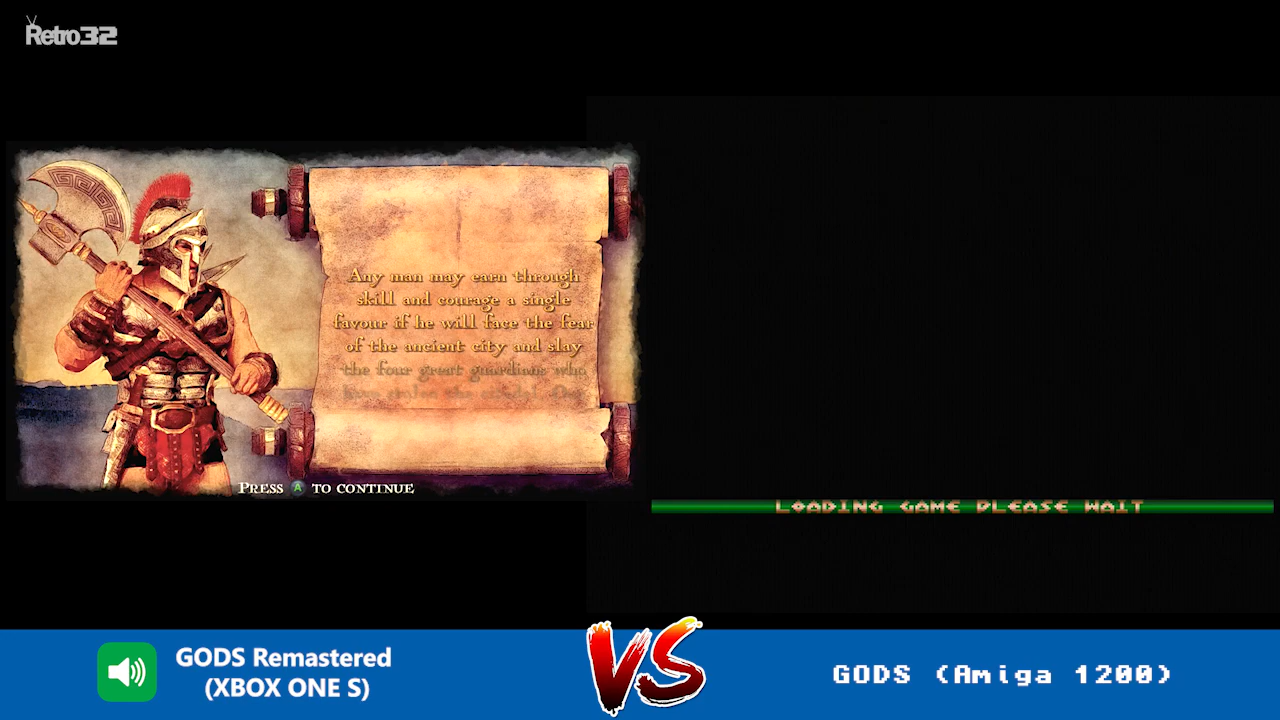 Retro32
Any man may earn through
skill and courage a single
favour if he will face the fear
of the ancient city and slay
the four great guardians who
PRESS A TO CONTINUE
LOADING GAME PLEASE WAIT
GODS Remastered
(XBOX ONE S)
VS
GODS (Amiga 1200)